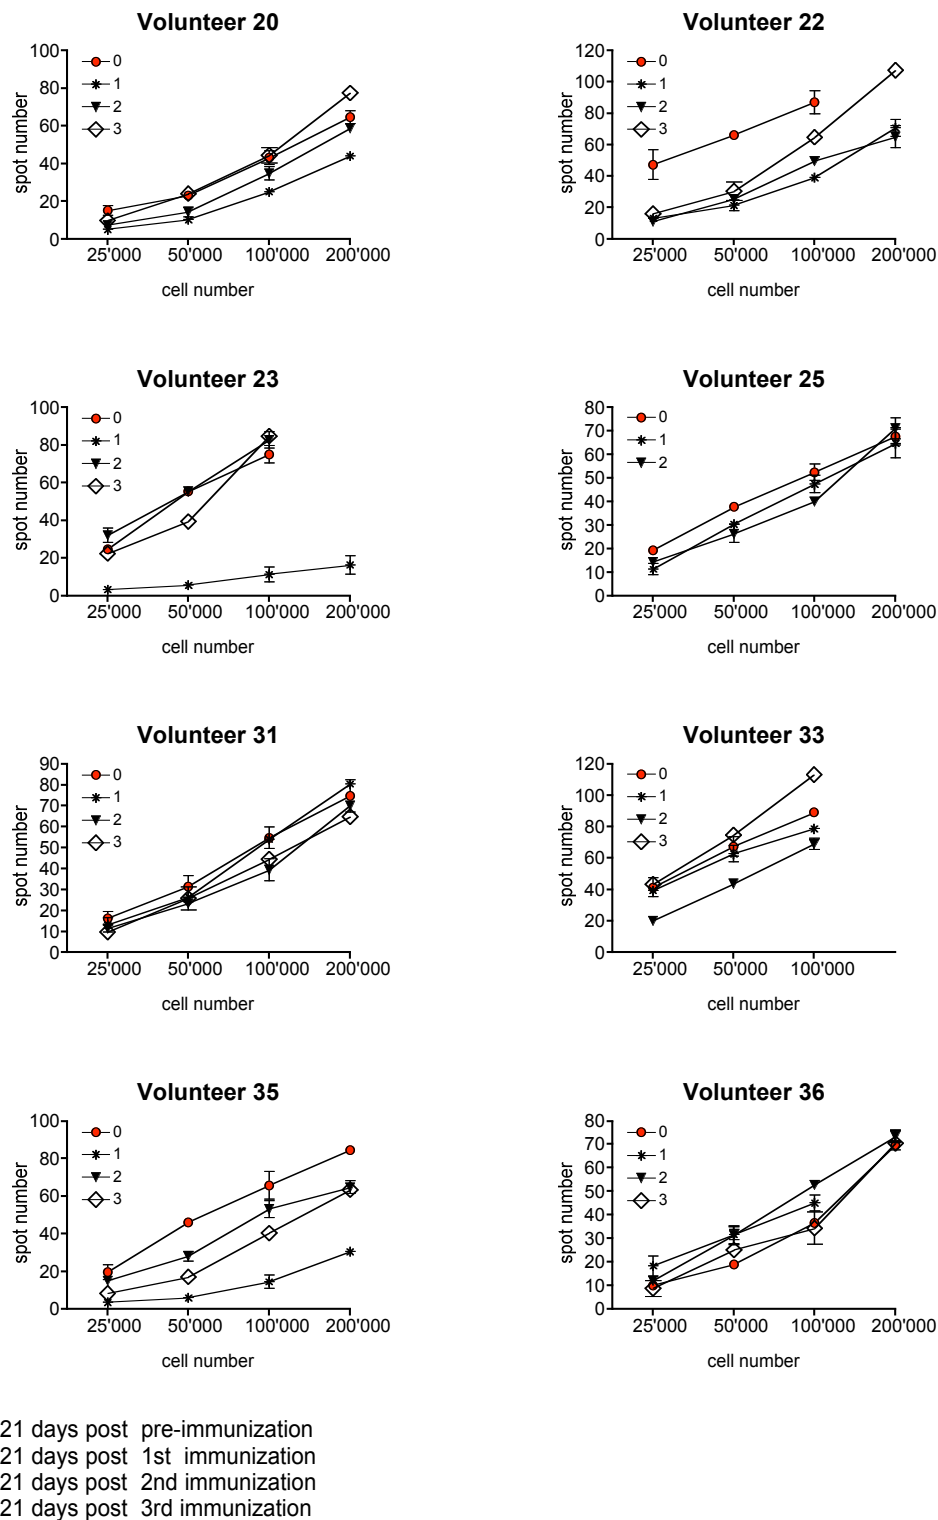 Volunteer 20
100
80
60
40
20
0
spot number
0
1
2
3
25'000 50'000 100'000 200'000
cell number
Volunteer 22
120
100
80
60
40
20
0
spot number
0
1
2
3
25'000 50'000 100'000 200'000
cell number
Volunteer 23
100
80
60
40
20
0
spot number
0
1
2
3
25'000 50'000 100'000 200'000
cell number
Volunteer 25
80
70
60
50
40
30
20
10
0
spot number
0
1
2
25'000 50'000 100'000 200'000
cell number
Volunteer 31
90
80
70
60
50
40
30
20
10
0
spot number
0
1
2
3
25'000 50'000 100'000 200'000
cell number
Volunteer 33
120
100
80
60
40
20
0
spot number
0
1
2
3
25'000 50'000 100'000
cell number
Volunteer 35
100
80
60
40
20
0
spot number
0
1
2
3
25'000 50'000 100'000 200'000
cell number
Volunteer 36
80
70
60
50
40
30
20
10
0
spot number
0
1
2
3
25'000 50'000 100'000 200'000
cell number
21 days post pre-immunization
21 days post 1st immunization
21 days post 2nd immunization
21 days post 3rd immunization